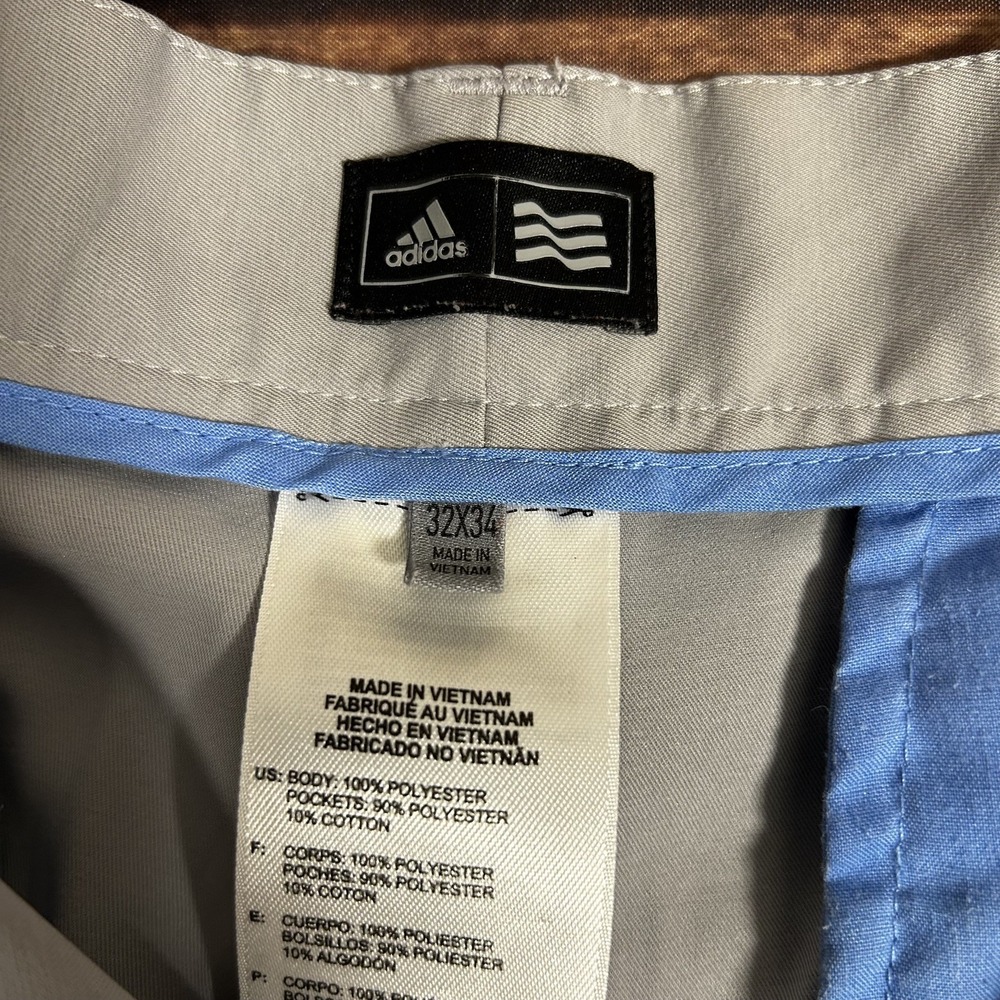 adidas
32X34
MADE IN
VIETNAM
MADE IN VIETNAM
FABRIQUÉ AU VIETNAM
HECHO EN VIETNAM
FABRICADO NO VIETNÃN
US: BODY: 100% POLYESTER
POCKETS: 90% POLYESTER
10% COTTON
F: CORPS: 100% POLYESTER
POCHES: 90% POLYESTER
10% COTON
E: CUERPO: 100% POLIESTER
BOLSILLOS: 90% POLIESTER
10% ALGODÓN
P: CORPO: 100%